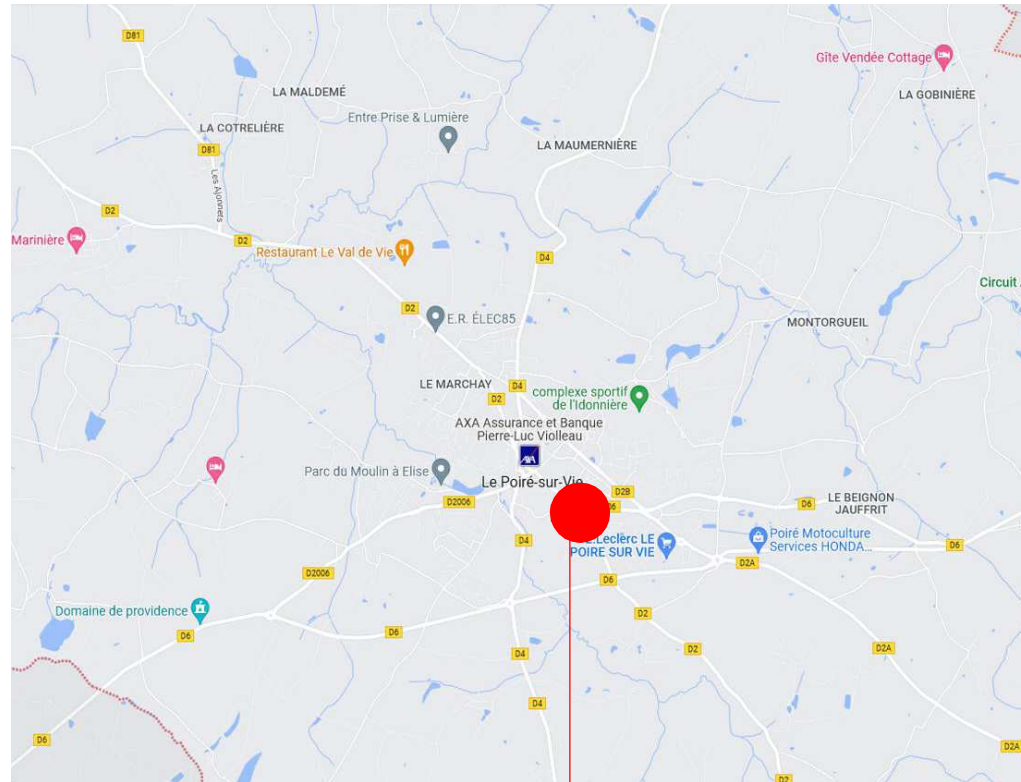 D81
Gîte Vendée Cottage
LA MALDEMÉ
LA GOBINIÈRE
Entre Prise & Lumière
LA COTRELIÈRE
D81
LA MAUMERNIÈRE
Les Ajonnets
D2
Marinière
D2
Restaurant Le Val de Vie
D4
Circuit
D2
E.R. ÉLEC85
MONTORGUEIL
LE MARCHAY
D4
D2
complexe sportif
de l'Idonnière
AXA Assurance et Banque
Pierre-Luc Violleau
AXA
Parc du Moulin à Elise
Le Poiré-sur-Vie
D2B
D2006
D6
LE BEIGNON
JAUFFRIT
D4
E.Leclerc LE
POIRE SUR VIE
Poiré Motoculture
Services HONDA...
D6
D2A
D2006
D6
Domaine de providence
D2
D6
D6
D4
D2
D2A
D4
D6
D2A
D2